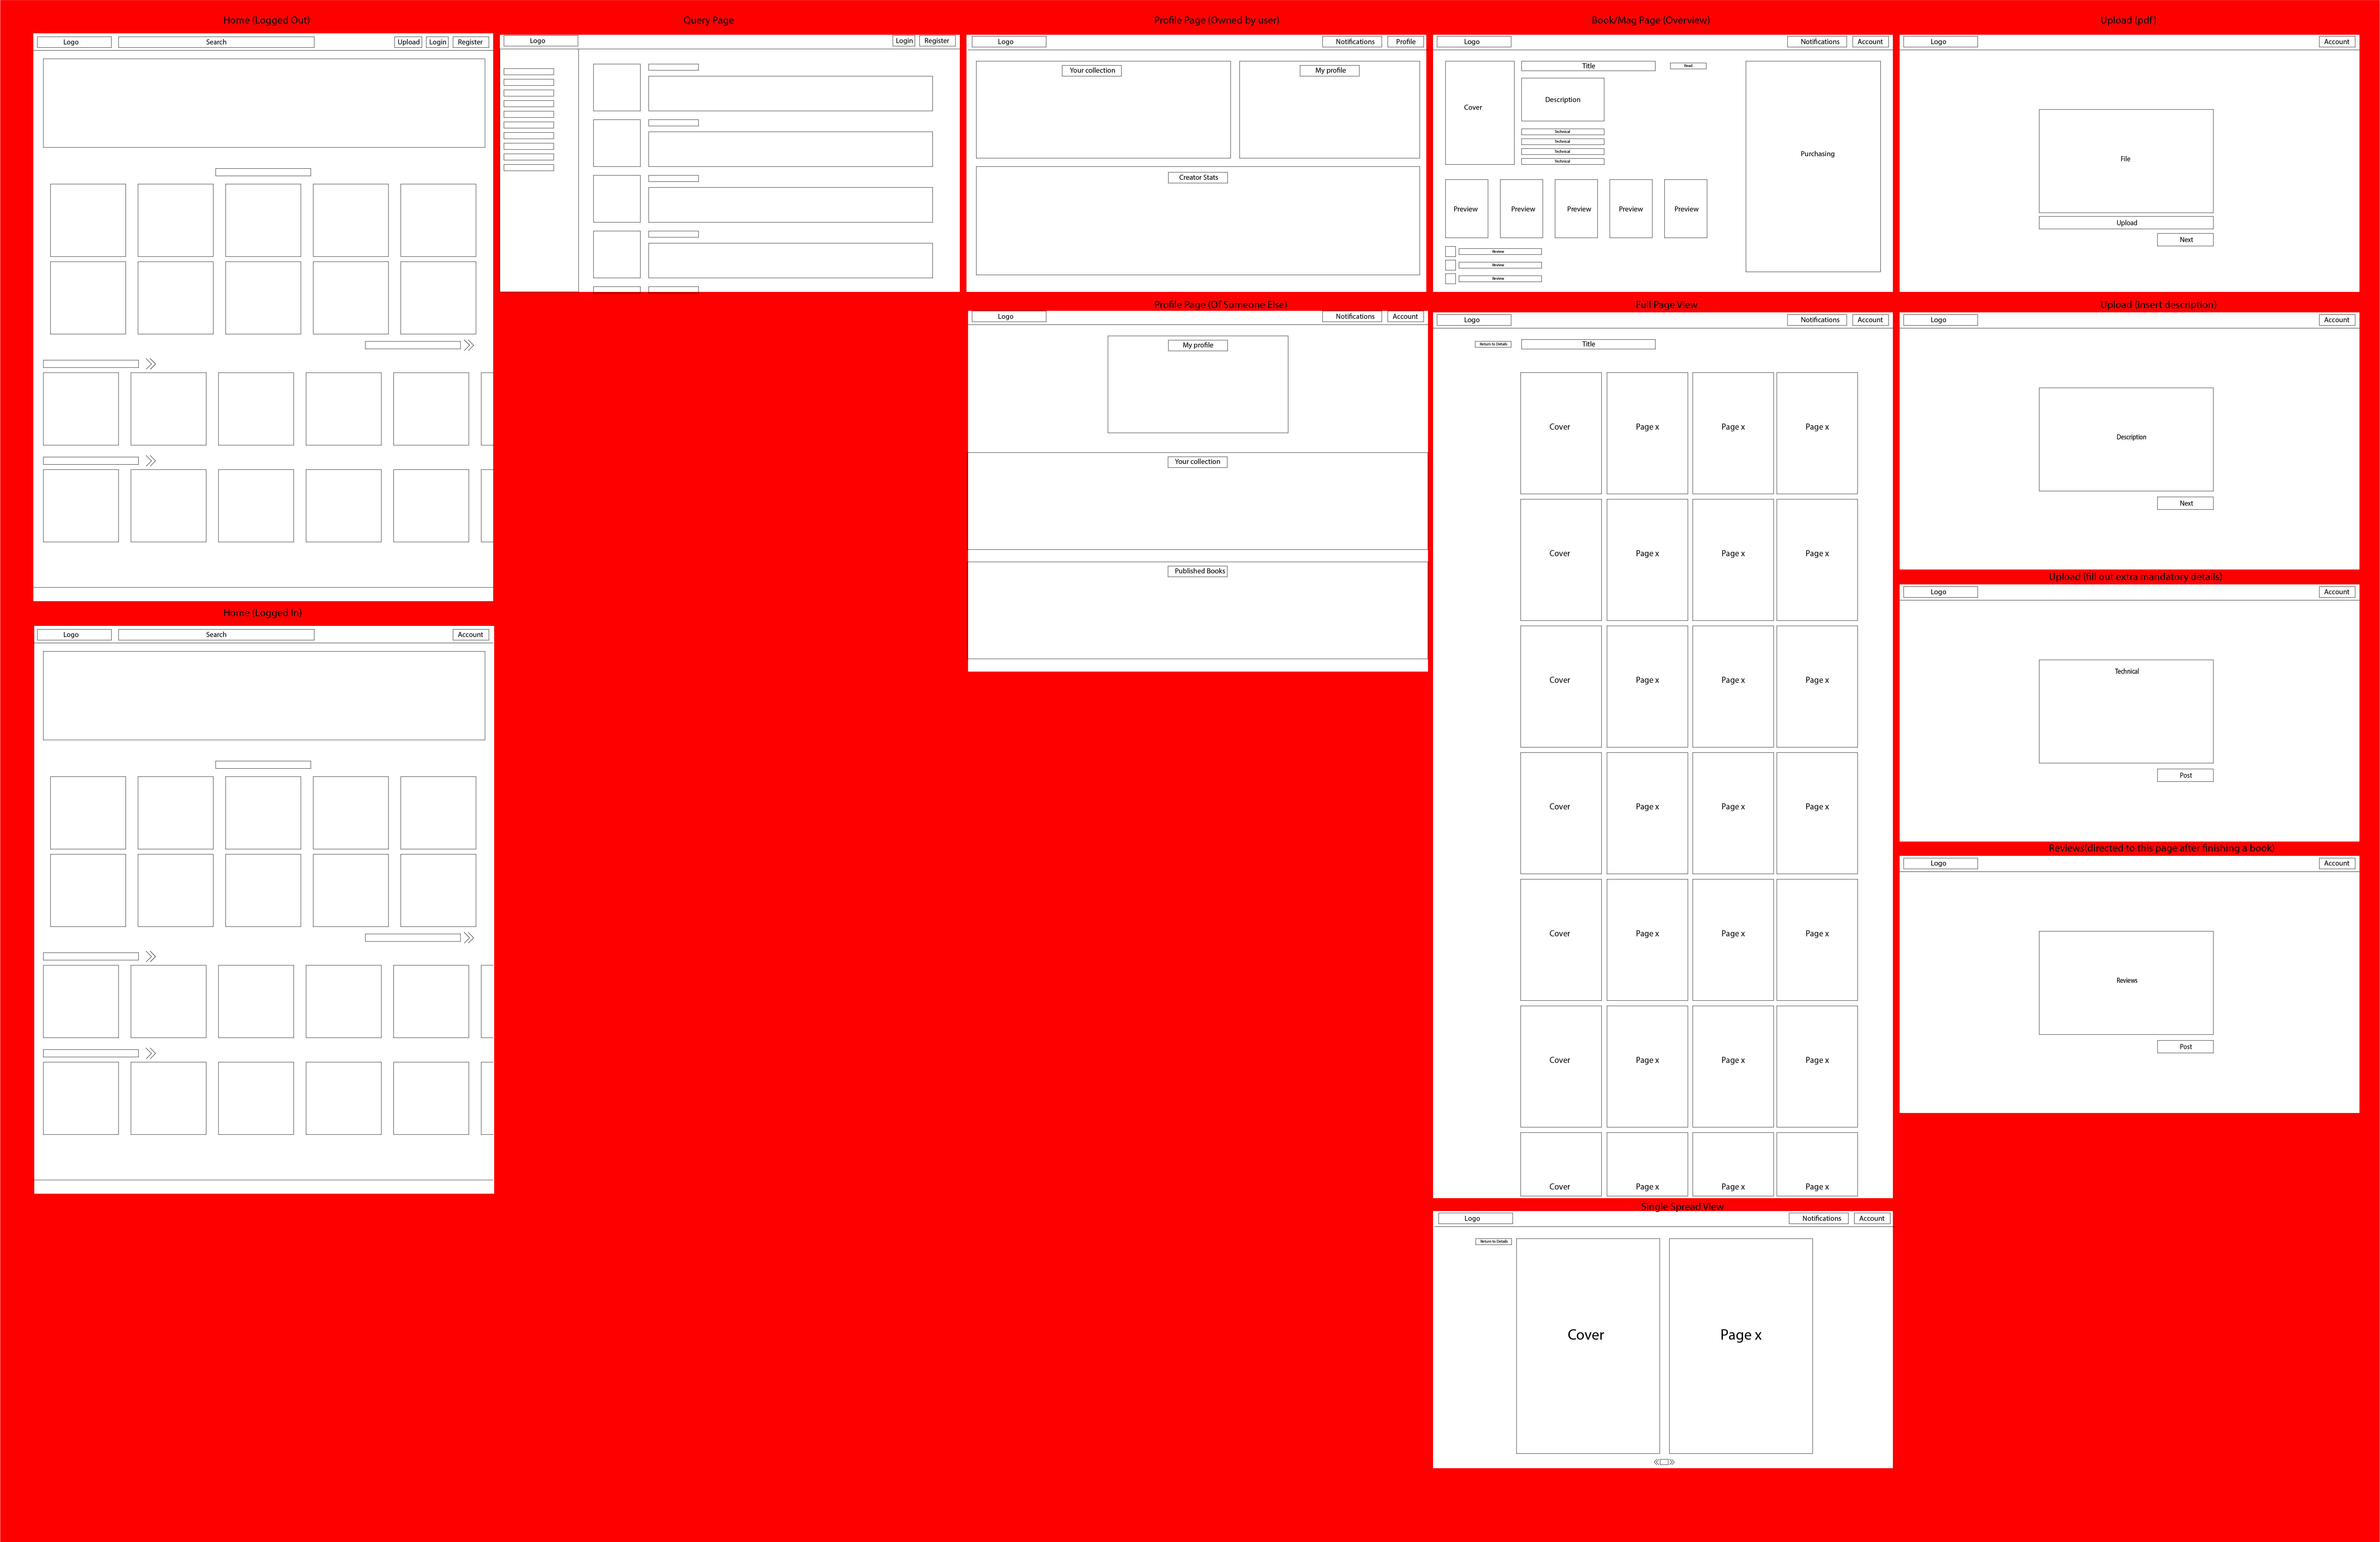 Home (Logged Out)
Logo
Search
Upload
Login
Register
Home (Logged In)
Logo
Search
Account
Query Page
Logo
Login
Register
Profile Page (Owned by user)
Logo
Notifications
Profile
Your collection
My profile
Creator Stats
Profile Page (Of Someone Else)
Logo
Notifications
Account
My profile
Your collection
Published Books
Book/Mag Page (Overview)
Logo
Notifications
Account
Cover
Title
Read
Description
Technical
Technical
Technical
Technical
Purchasing
Preview
Preview
Preview
Preview
Preview
Review
Review
Review
Full Page View
Logo
Notifications
Account
Return to Details
Title
Cover
Page x
Page x
Page x
Cover
Page x
Page x
Page x
Cover
Page x
Page x
Page x
Cover
Page x
Page x
Page x
Cover
Page x
Page x
Page x
Cover
Page x
Page x
Page x
Cover
Page x
Page x
Page x
Single Spread View
Logo
Notifications
Account
Return to Details
Cover
Page x
Upload (pdf)
Logo
Account
File
Upload
Next
Upload (insert description)
Logo
Account
Description
Next
Upload (fill out extra mandatory details)
Logo
Account
Technical
Post
Reviews(directed to this page after finishing a book)
Logo
Account
Reviews
Post